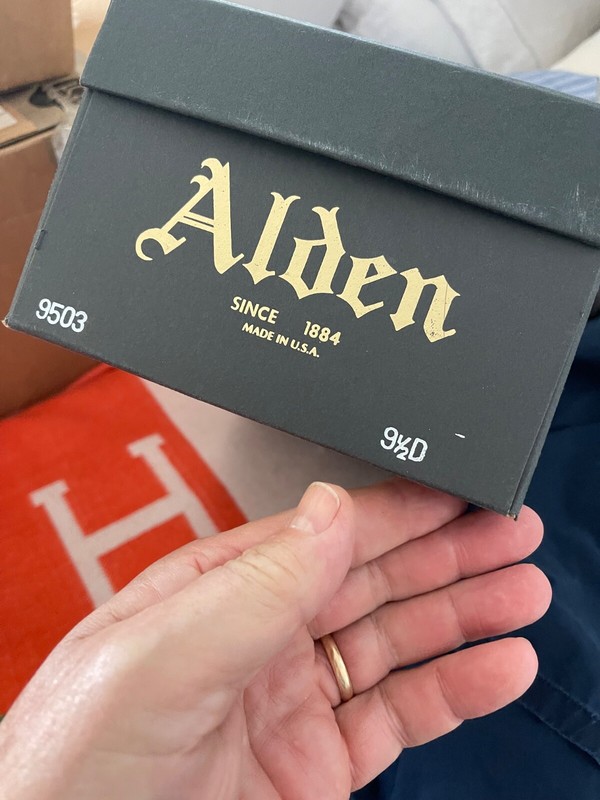 Alden
SINCE 1884
MADE IN U.S.A.
9503
9½D
H